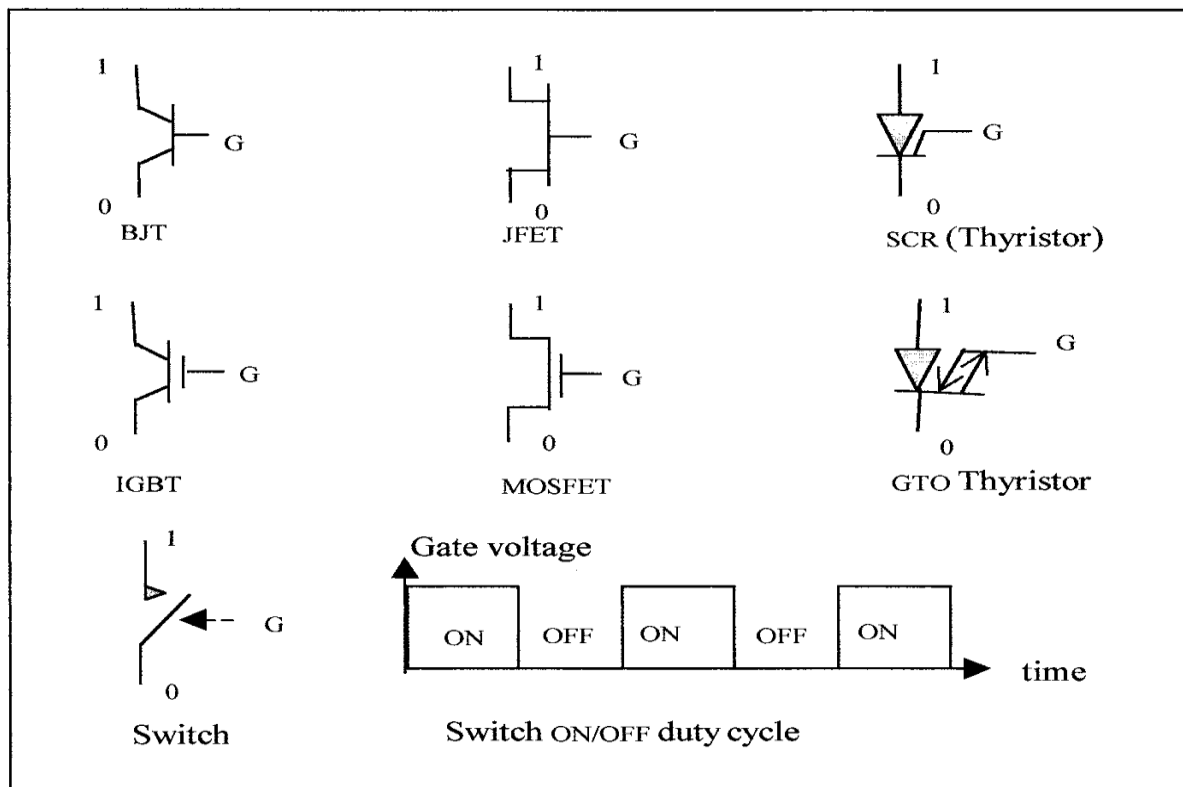 1
G
0
BJT
1
G
0
JFET
1
G
0
SCR (Thyristor)
1
G
0
IGBT
1
G
0
MOSFET
1
G
0
GTO Thyristor
1
G
0
Switch
Gate voltage
ON OFF ON OFF ON
time
Switch ON/OFF duty cycle